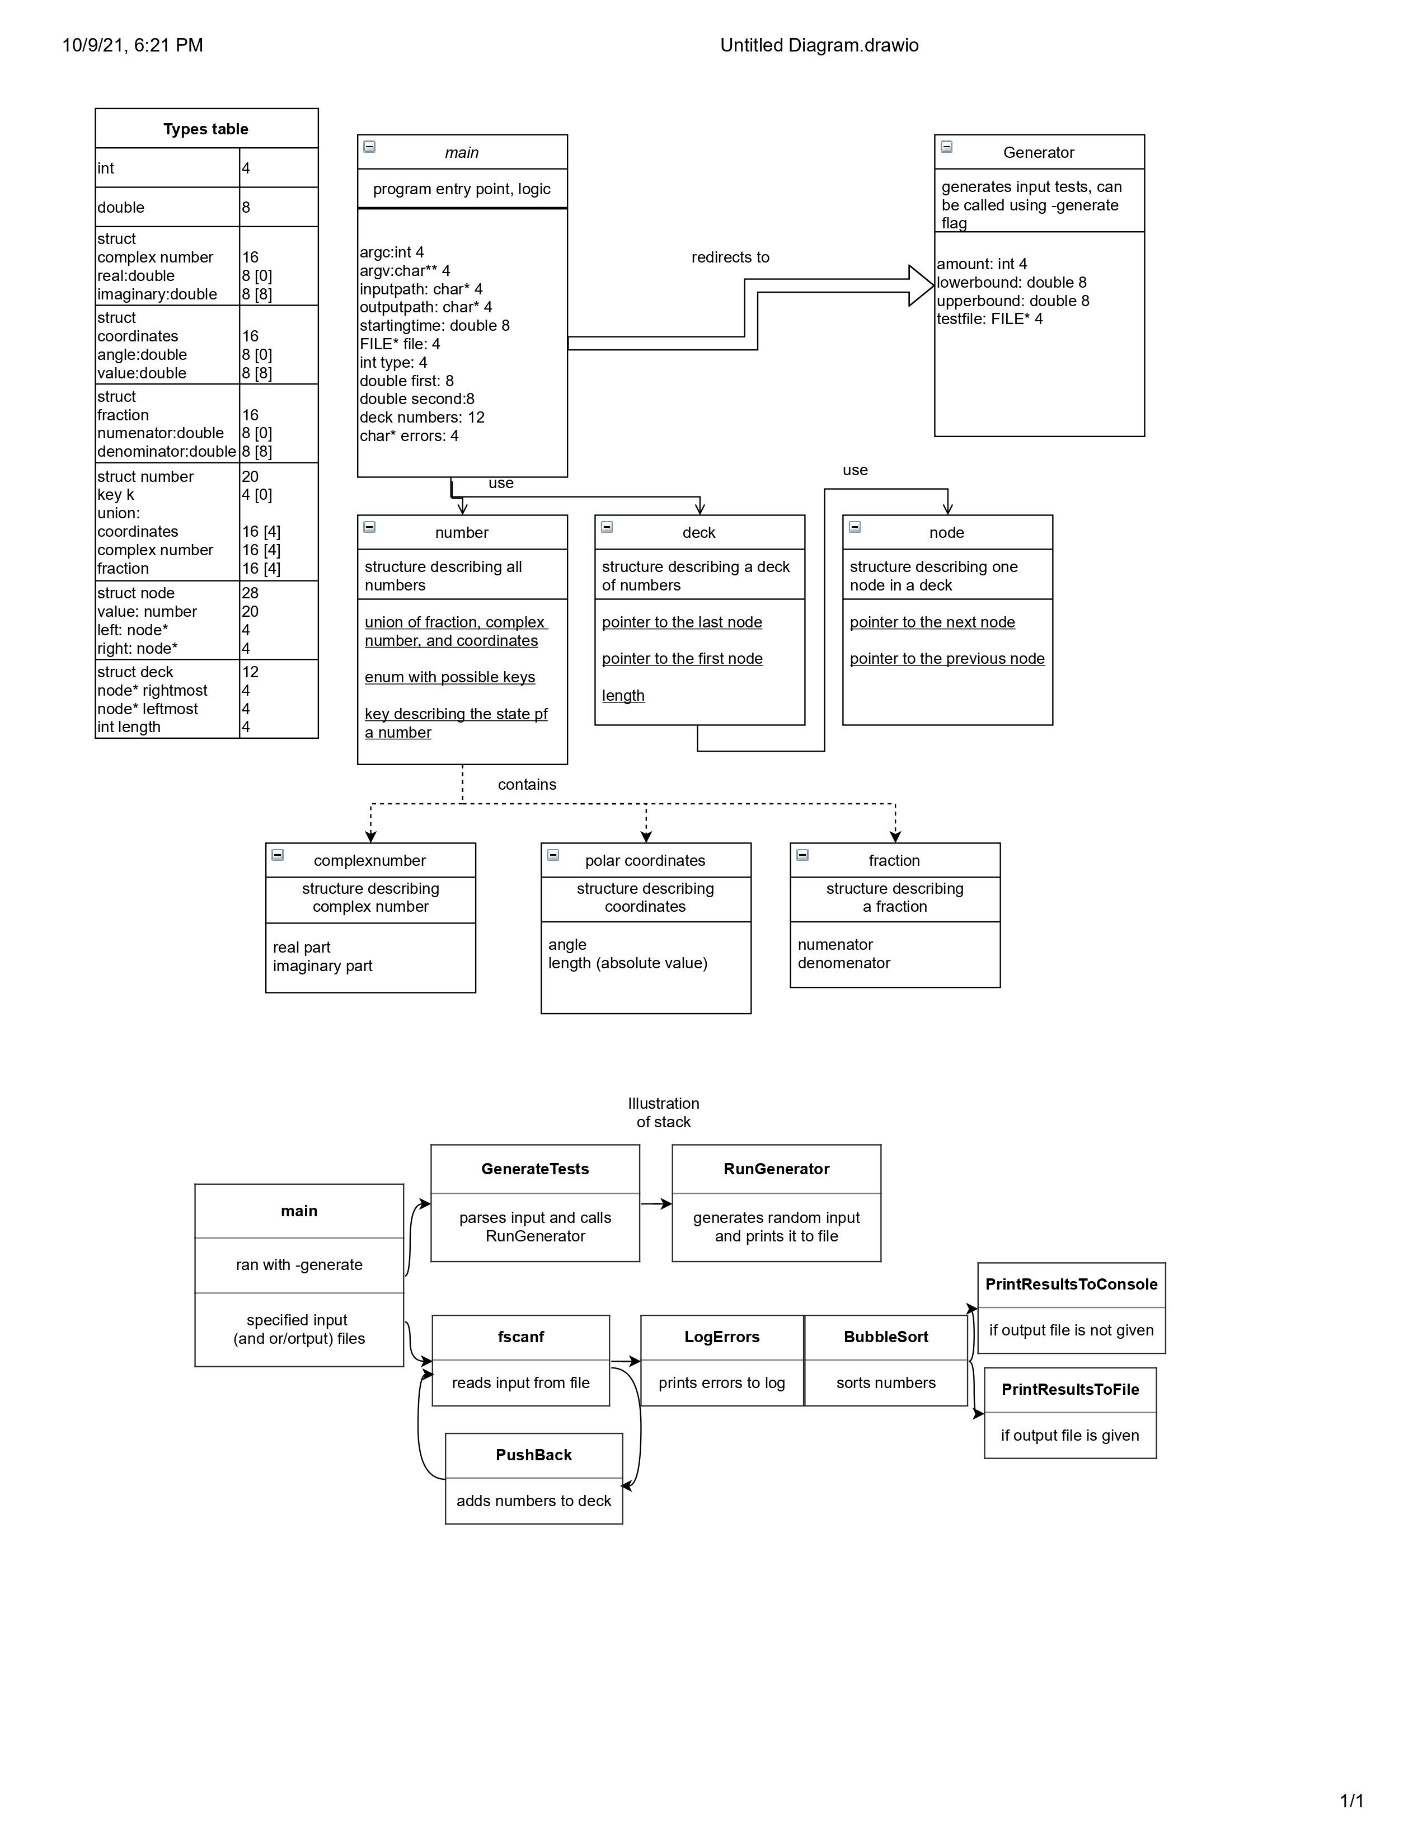 10/9/21, 6:21 PM
Untitled Diagram.drawio
Types table
int 4
double 8
struct
complex number 16
real:double 8 [0]
imaginary:double 8 [8]
struct
coordinates 16
angle:double 8 [0]
value:double 8 [8]
struct
fraction 16
numenator:double 8 [0]
denominator:double 8 [8]
struct number 20
key k 4 [0]
union:
coordinates 16 [4]
complex number 16 [4]
fraction 16 [4]
struct node 28
value: number 20
left: node* 4
right: node* 4
struct deck 12
node* rightmost 4
node* leftmost 4
int length 4
main
program entry point, logic
argc:int 4
argv:char** 4
inputpath: char* 4
outputpath: char* 4
startingtime: double 8
FILE* file: 4
int type: 4
double first: 8
double second:8
deck numbers: 12
char* errors: 4
redirects to
Generator
generates input tests, can
be called using -generate
flag
amount: int 4
lowerbound: double 8
upperbound: double 8
testfile: FILE* 4
use
use
number
structure describing all
numbers
union of fraction, complex
number, and coordinates
enum with possible keys
key describing the state pf
a number
deck
structure describing a deck
of numbers
pointer to the last node
pointer to the first node
length
node
structure describing one
node in a deck
pointer to the next node
pointer to the previous node
contains
complexnumber
structure describing
complex number
real part
imaginary part
polar coordinates
structure describing
coordinates
angle
length (absolute value)
fraction
structure describing
a fraction
numenator
denomenator
Illustration
of stack
main
ran with -generate
specified input
(and or/ortput) files
GenerateTests
parses input and calls
RunGenerator
RunGenerator
generates random input
and prints it to file
fscanf
reads input from file
LogErrors
prints errors to log
BubbleSort
sorts numbers
PrintResultsToConsole
if output file is not given
PrintResultsToFile
if output file is given
PushBack
adds numbers to deck
1/1